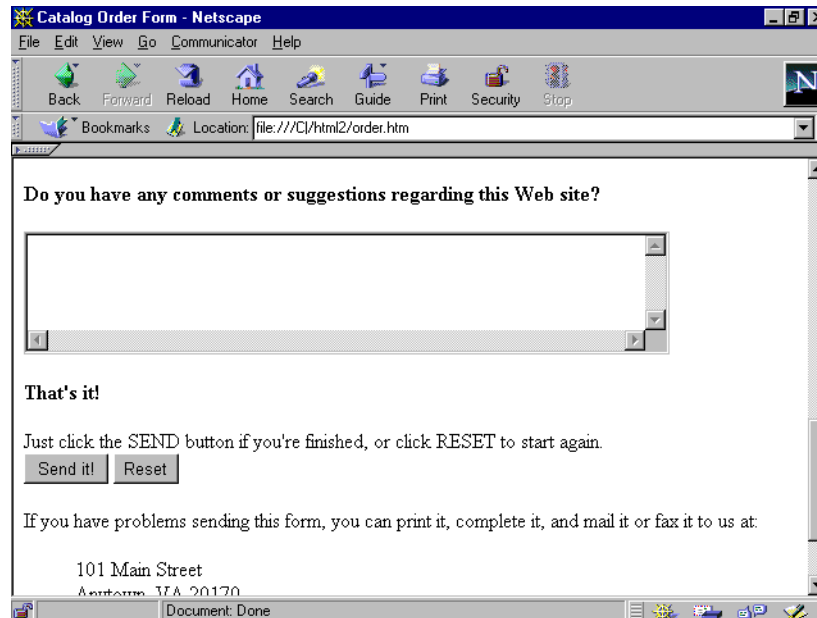 Catalog Order Form - Netscape
File Edit View Go Communicator Help
Back Forward Reload Home Search Guide Print Security Stop
N
Bookmarks Location: file:///C|/html2/order.htm
Do you have any comments or suggestions regarding this Web site?
That's it!
Just click the SEND button if you're finished, or click RESET to start again.
Send it! Reset
If you have problems sending this form, you can print it, complete it, and mail it or fax it to us at:
101 Main Street
Anytown, VA 20170
Document: Done